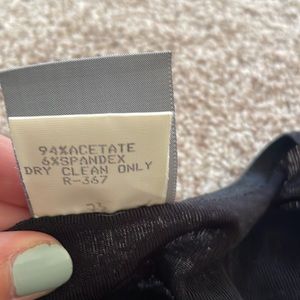 94%ACETATE
6%SPANDEX
DRY CLEAN ONLY
R-367